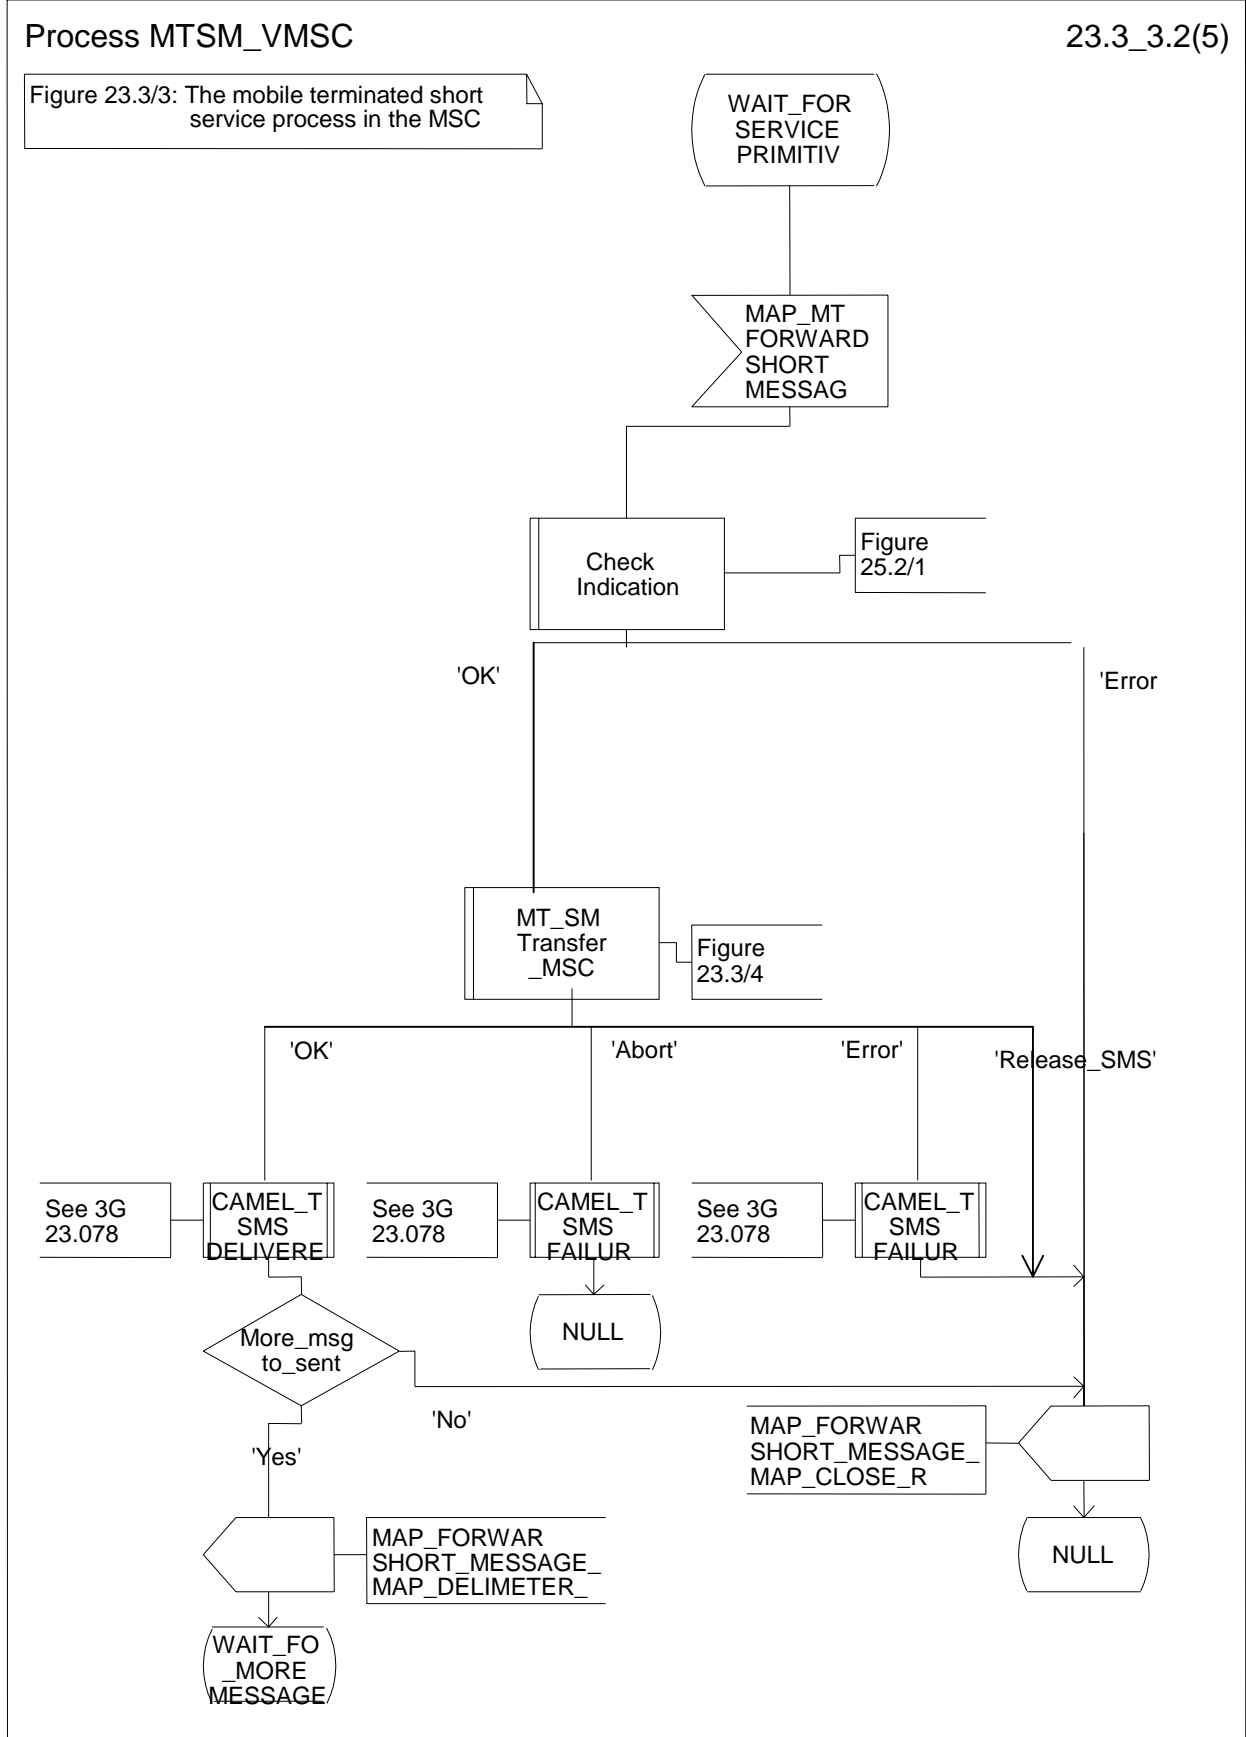 Process MTSM_VMSC
23.3_3.2(5)
Figure 23.3/3: The mobile terminated short
service process in the MSC
WAIT_FOR
SERVICE
PRIMITIV
MAP_MT
FORWARD
SHORT
MESSAG
Check
Indication
Figure
25.2/1
'OK'
'Error
MT_SM
Transfer
_MSC
Figure
23.3/4
'OK'
'Abort'
'Error'
'Release_SMS'
See 3G
23.078
CAMEL_T
SMS
DELIVERE
See 3G
23.078
CAMEL_T
SMS
FAILUR
See 3G
23.078
CAMEL_T
SMS
FAILUR
NULL
More_msg
to_sent
'No'
'Yes'
MAP_FORWAR
SHORT_MESSAGE_
MAP_CLOSE_R
NULL
MAP_FORWAR
SHORT_MESSAGE_
MAP_DELIMETER_
WAIT_FO
_MORE
MESSAGE